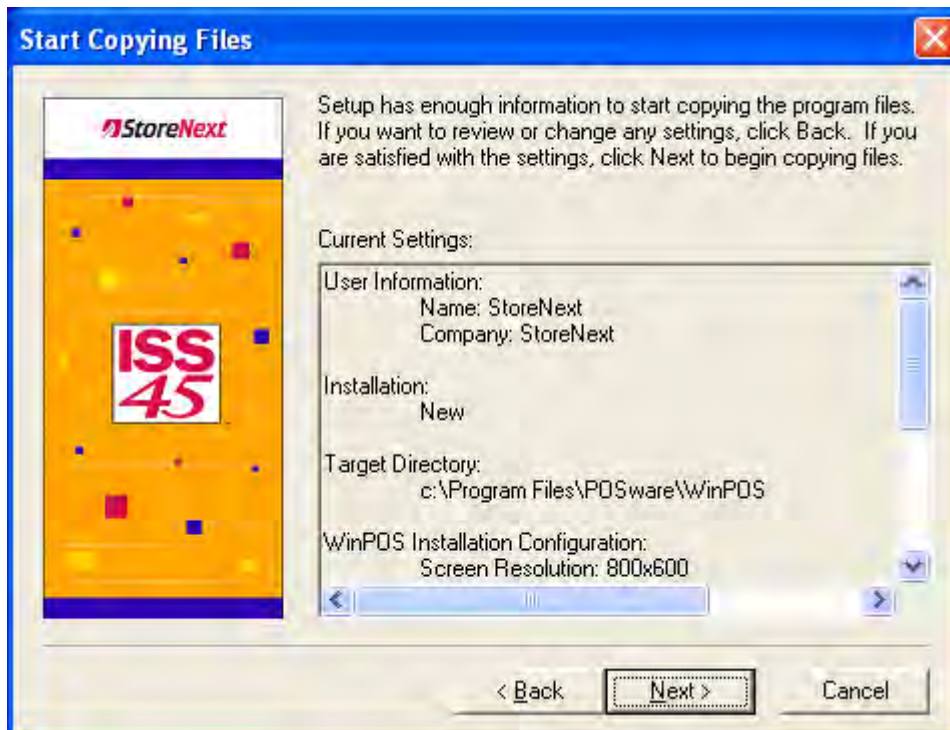 Start Copying Files
StoreNext
ISS
45
Setup has enough information to start copying the program files.
If you want to review or change any settings, click Back. If you
are satisfied with the settings, click Next to begin copying files.
Current Settings:
User Information:
Name: StoreNext
Company: StoreNext
Installation:
New
Target Directory:
c:\Program Files\POSware\WinPOS
WinPOS Installation Configuration:
Screen Resolution: 800x600
< Back
Next >
Cancel